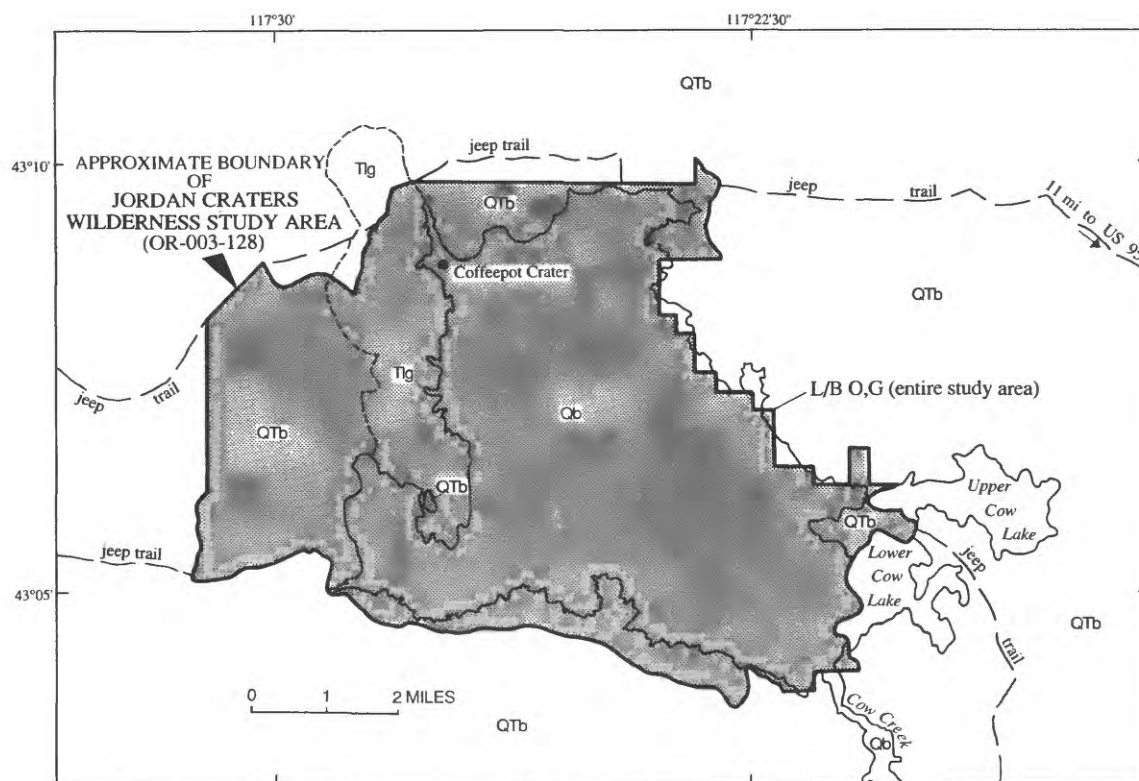 117°30'
117°22'30"
QTb
43°10'
jeep trail
Tlg
APPROXIMATE BOUNDARY
OF
JORDAN CRATERS
WILDERNESS STUDY AREA
(OR-003-128)
QTb
jeep trail
11 mi to US 95
Coffeepot Crater
QTb
jeep trail
Tlg
L/B O,G (entire study area)
Qb
QTb
QTb
Upper
Cow
Lake
QTb
jeep trail
Lower
Cow
Lake
jeep trail
43°05'
QTb
0 1 2 MILES
QTb
Cow Creek
Qb